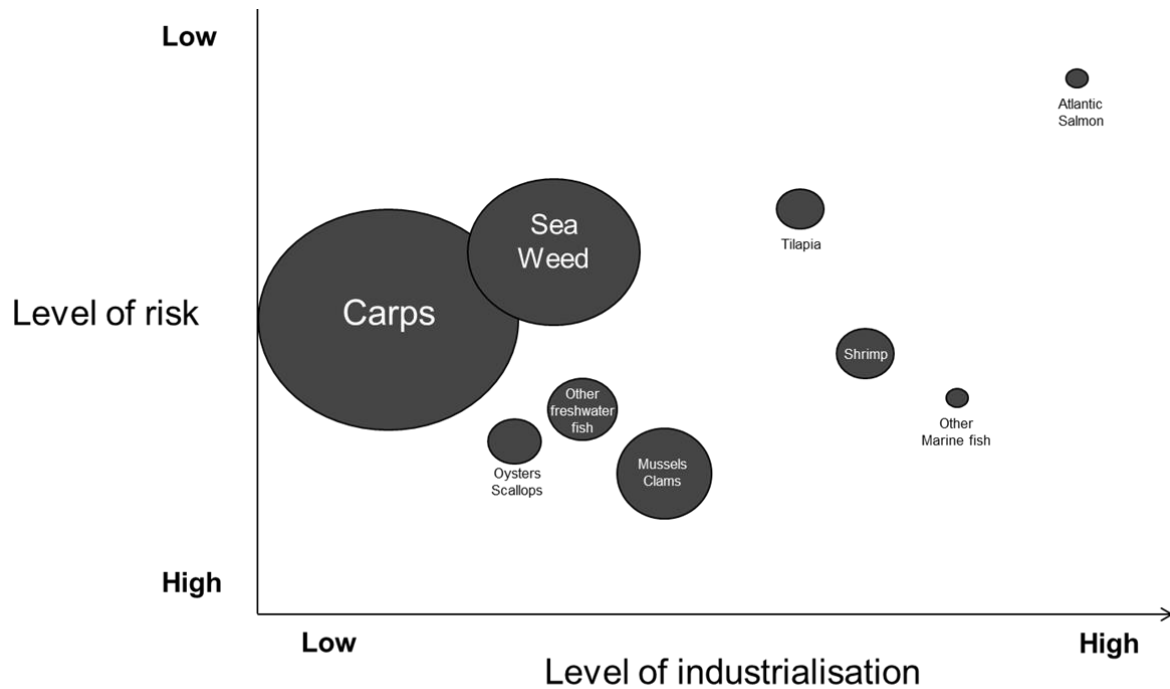 Low
Atlantic
Salmon
Sea
Weed
Tilapia
Carps
Level of risk
Shrimp
Other
freshwater
fish
Other
Marine fish
Oysters
Scallops
Mussels
Clams
High
Low
High
Level of industrialisation